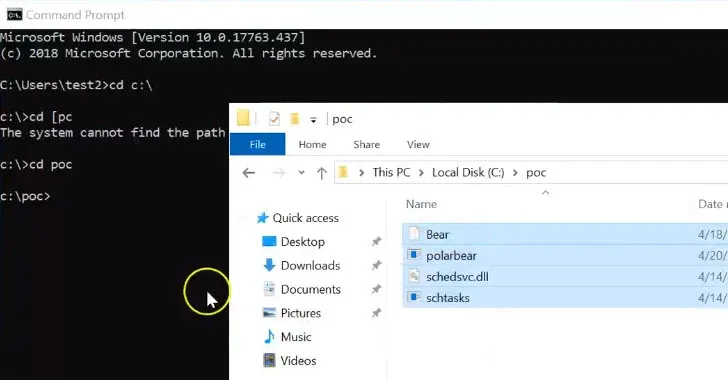 Command Prompt
Microsoft Windows [Version 10.0.17763.437]
(c) 2018 Microsoft Corporation. All rights reserved.
C:\Users\test2>cd c:\
c:\>cd [pc
The system cannot find the path
c:\>cd poc
c:\poc>
poc
File Home Share View
This PC Local Disk (C:) poc
Name Date
Quick access
Desktop
Downloads
Documents
Pictures
Music
Videos
Bear 4/18/
polarbear 4/20/
schedsvc.dll 4/14/
schtasks 4/14/